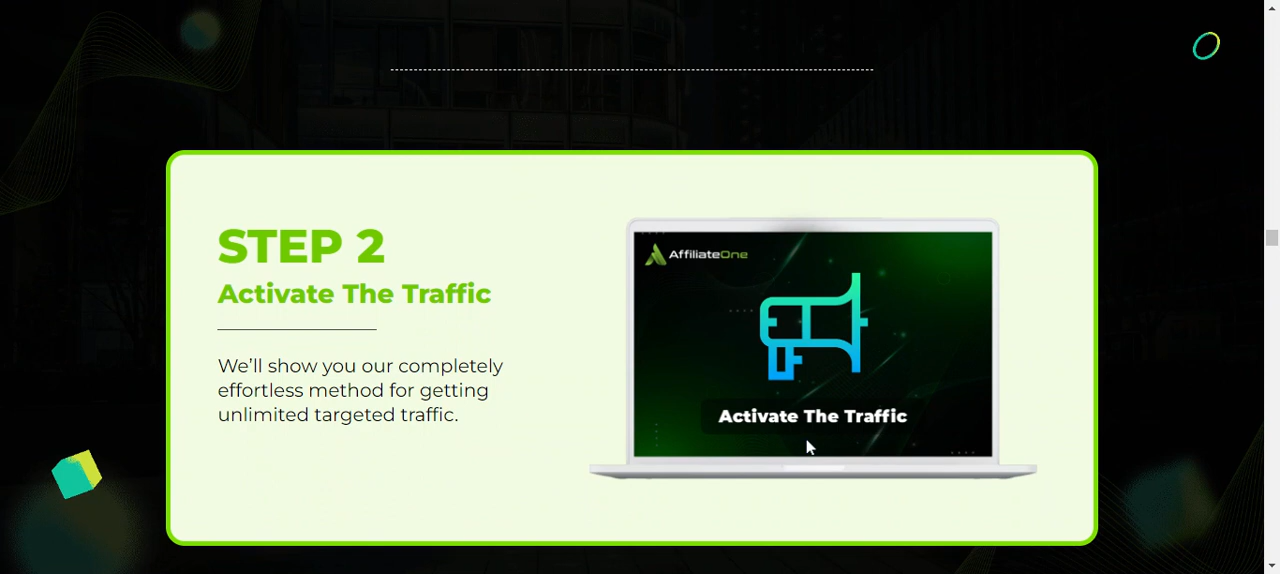 STEP 2
Activate The Traffic
We’ll show you our completely
effortless method for getting
unlimited targeted traffic.
AffiliateOne
Activate The Traffic